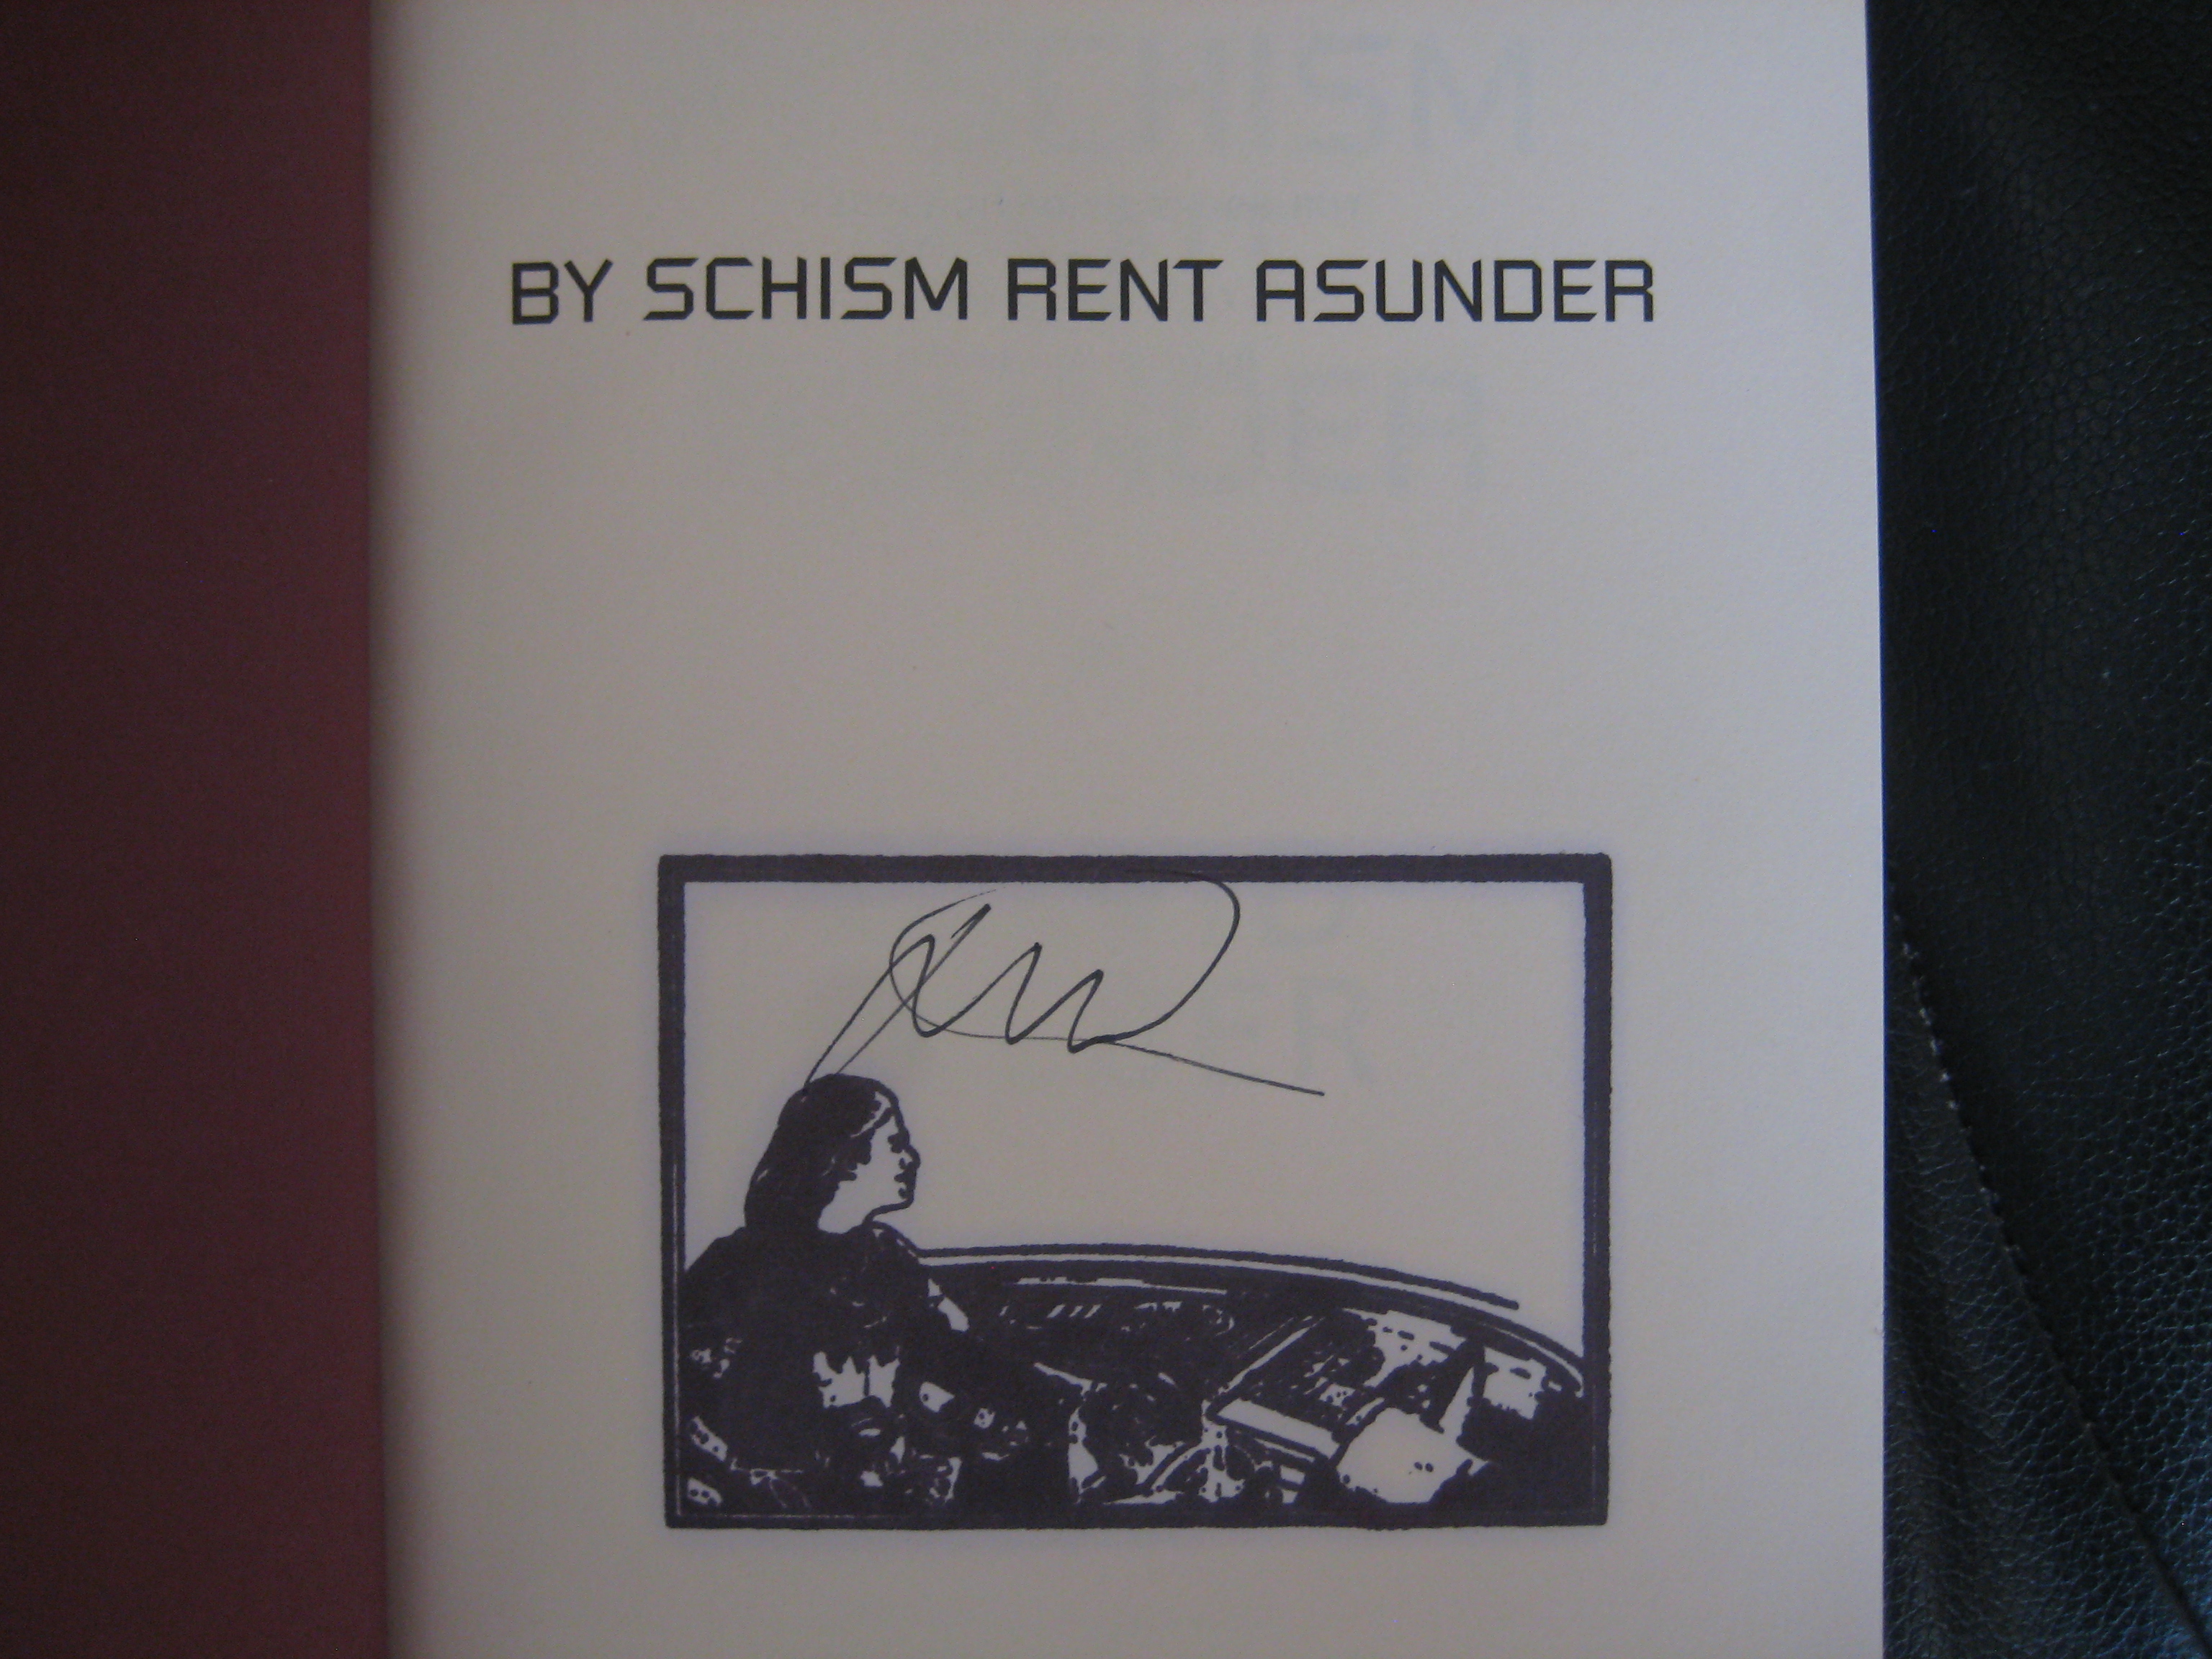 BY SCHISM RENT ASUNDER